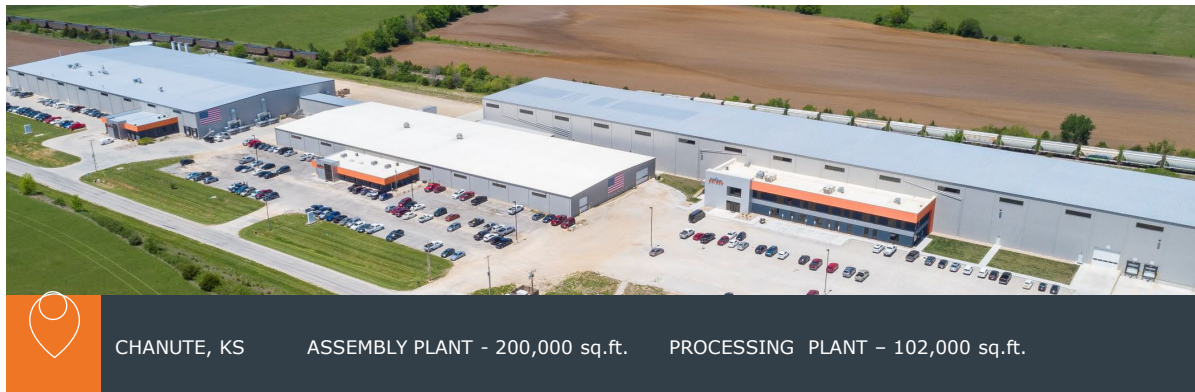 CHANUTE, KS ASSEMBLY PLANT - 200,000 sq.ft. PROCESSING PLANT – 102,000 sq.ft.